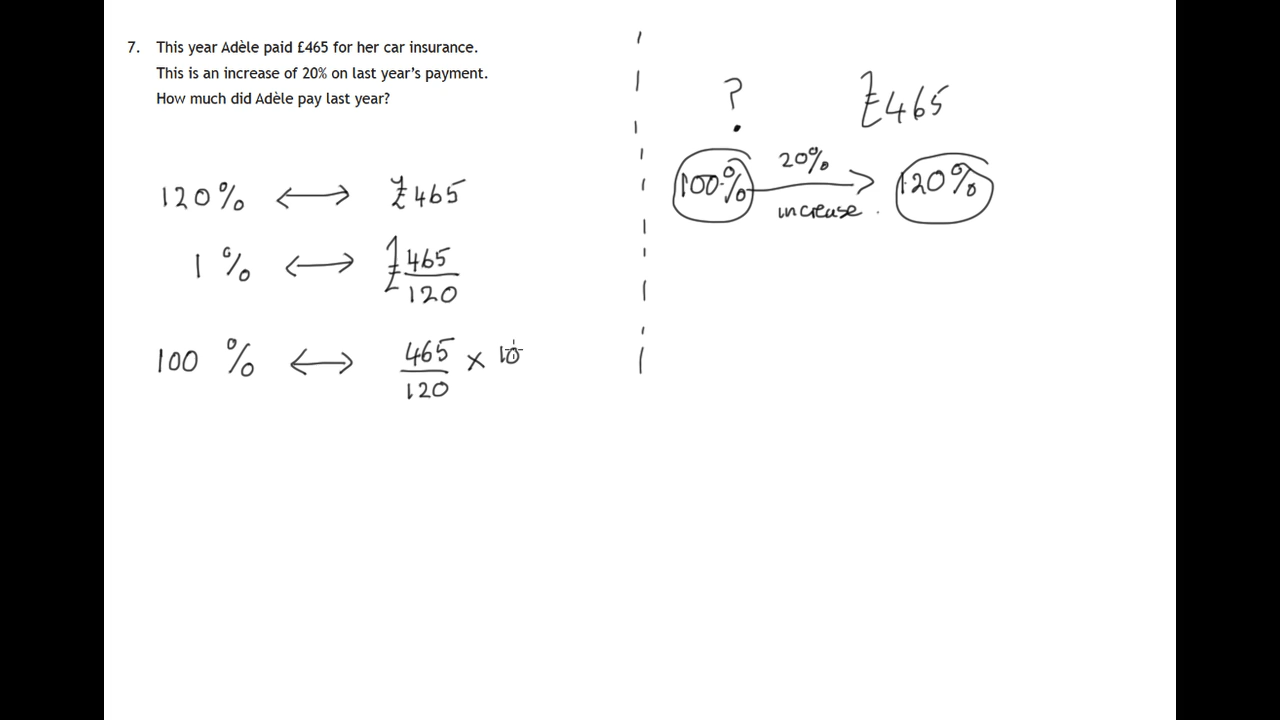 7. This year Adèle paid £465 for her car insurance.
This is an increase of 20% on last year's payment.
How much did Adèle pay last year?
120% ⟷ £465
1% ⟷ £465/120
100% ⟷ 465/120 × 10
? £465
100% 20% increase → 120%